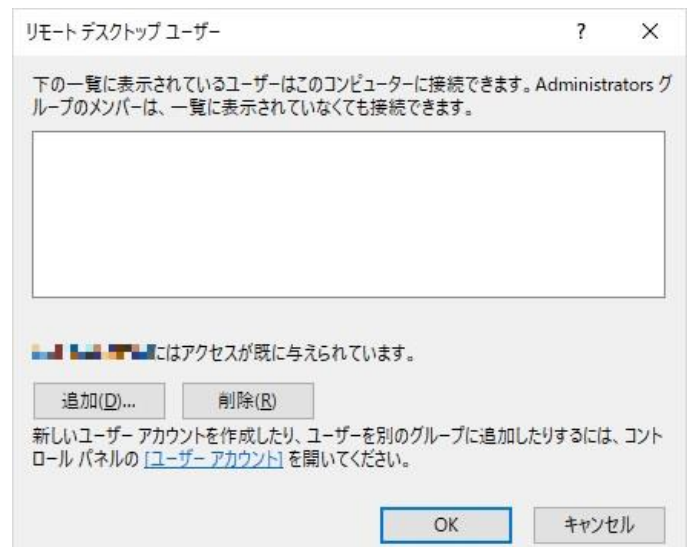 リモート デスクトップ ユーザー
? ×
下の一覧に表示されているユーザーはこのコンピューターに接続できます。Administrators グ
ループのメンバーは、一覧に表示されていなくても接続できます。
にはアクセスが既に与えられています。
追加(D)... 削除(R)
新しいユーザー アカウントを作成したり、ユーザーを別のグループに追加したりするには、コント
ロール パネルの [ユーザー アカウント] を開いてください。
OK キャンセル